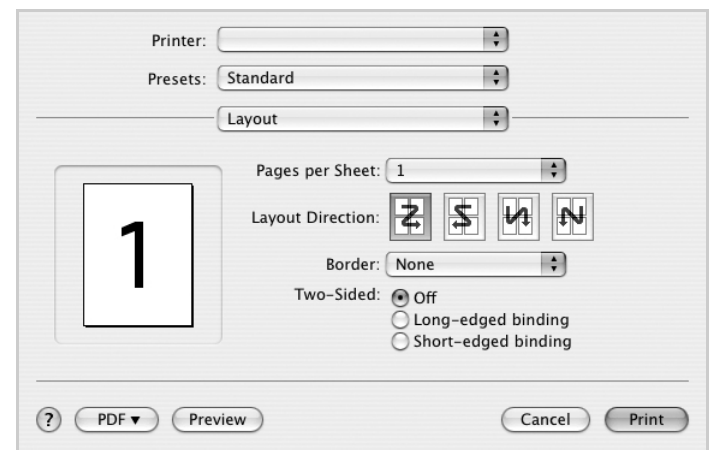 Printer:
Presets: Standard
Layout
Pages per Sheet: 1
Layout Direction:
Border: None
Two-Sided: Off
Long-edged binding
Short-edged binding
1
? PDF▼ Preview Cancel Print